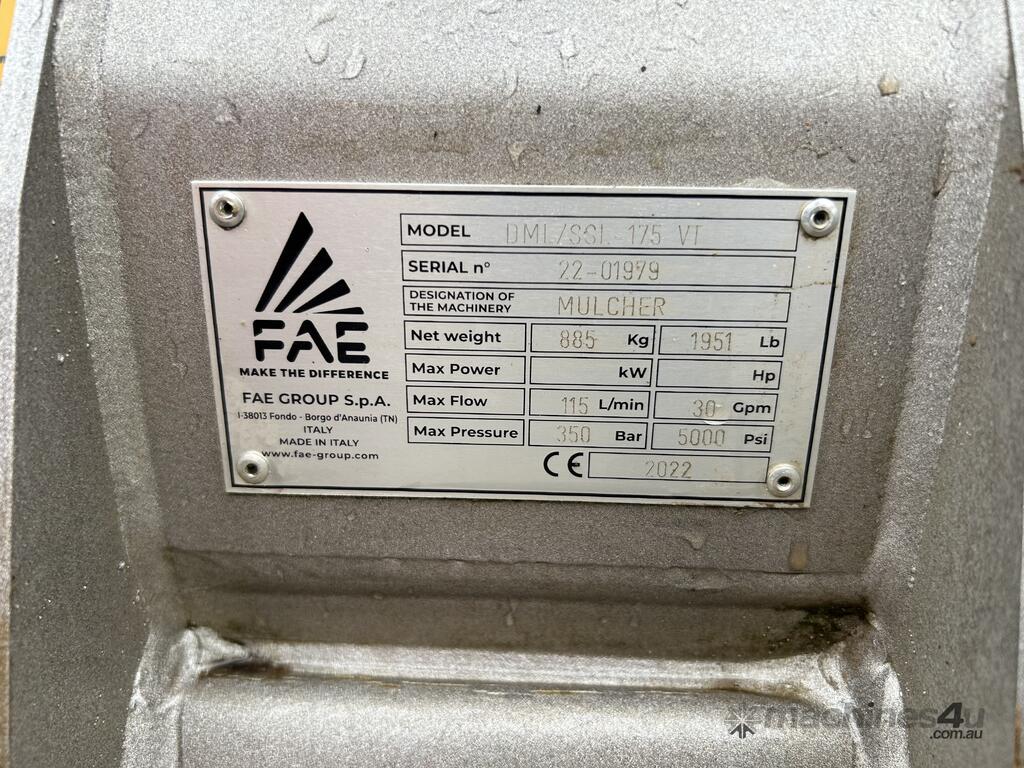 FAE
MAKE THE DIFFERENCE
FAE GROUP S.p.A.
I-38013 Fondo - Borgo d'Anaunia (TN)
ITALY
MADE IN ITALY
www.fae-group.com
MODEL DML/SSL-175 VT
SERIAL n° 22-01979
DESIGNATION OF
THE MACHINERY MULCHER
Net weight 885 Kg 1951 Lb
Max Power kW Hp
Max Flow 115 L/min 30 Gpm
Max Pressure 350 Bar 5000 Psi
CE 2022
machines4u
.com.au